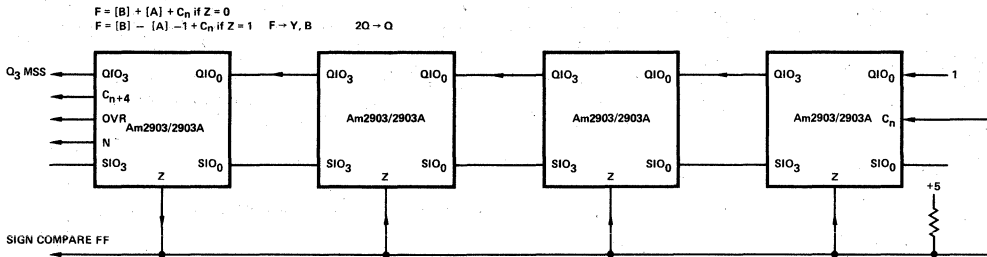 F = [B] + [A] + Cn if Z = 0
F = [B] − [A] −1 + Cn if Z = 1 F → Y, B 2Q → Q
Q3 MSS QIO3 QIO0 QIO3 QIO0 QIO3 QIO0 QIO3 QIO0 1
Cn+4
OVR Am2903/2903A Am2903/2903A Am2903/2903A Am2903/2903A Cn
N
SIO3 SIO0 SIO3 SIO0 SIO3 SIO0 SIO3 SIO0
Z Z Z Z
+5
SIGN COMPARE FF